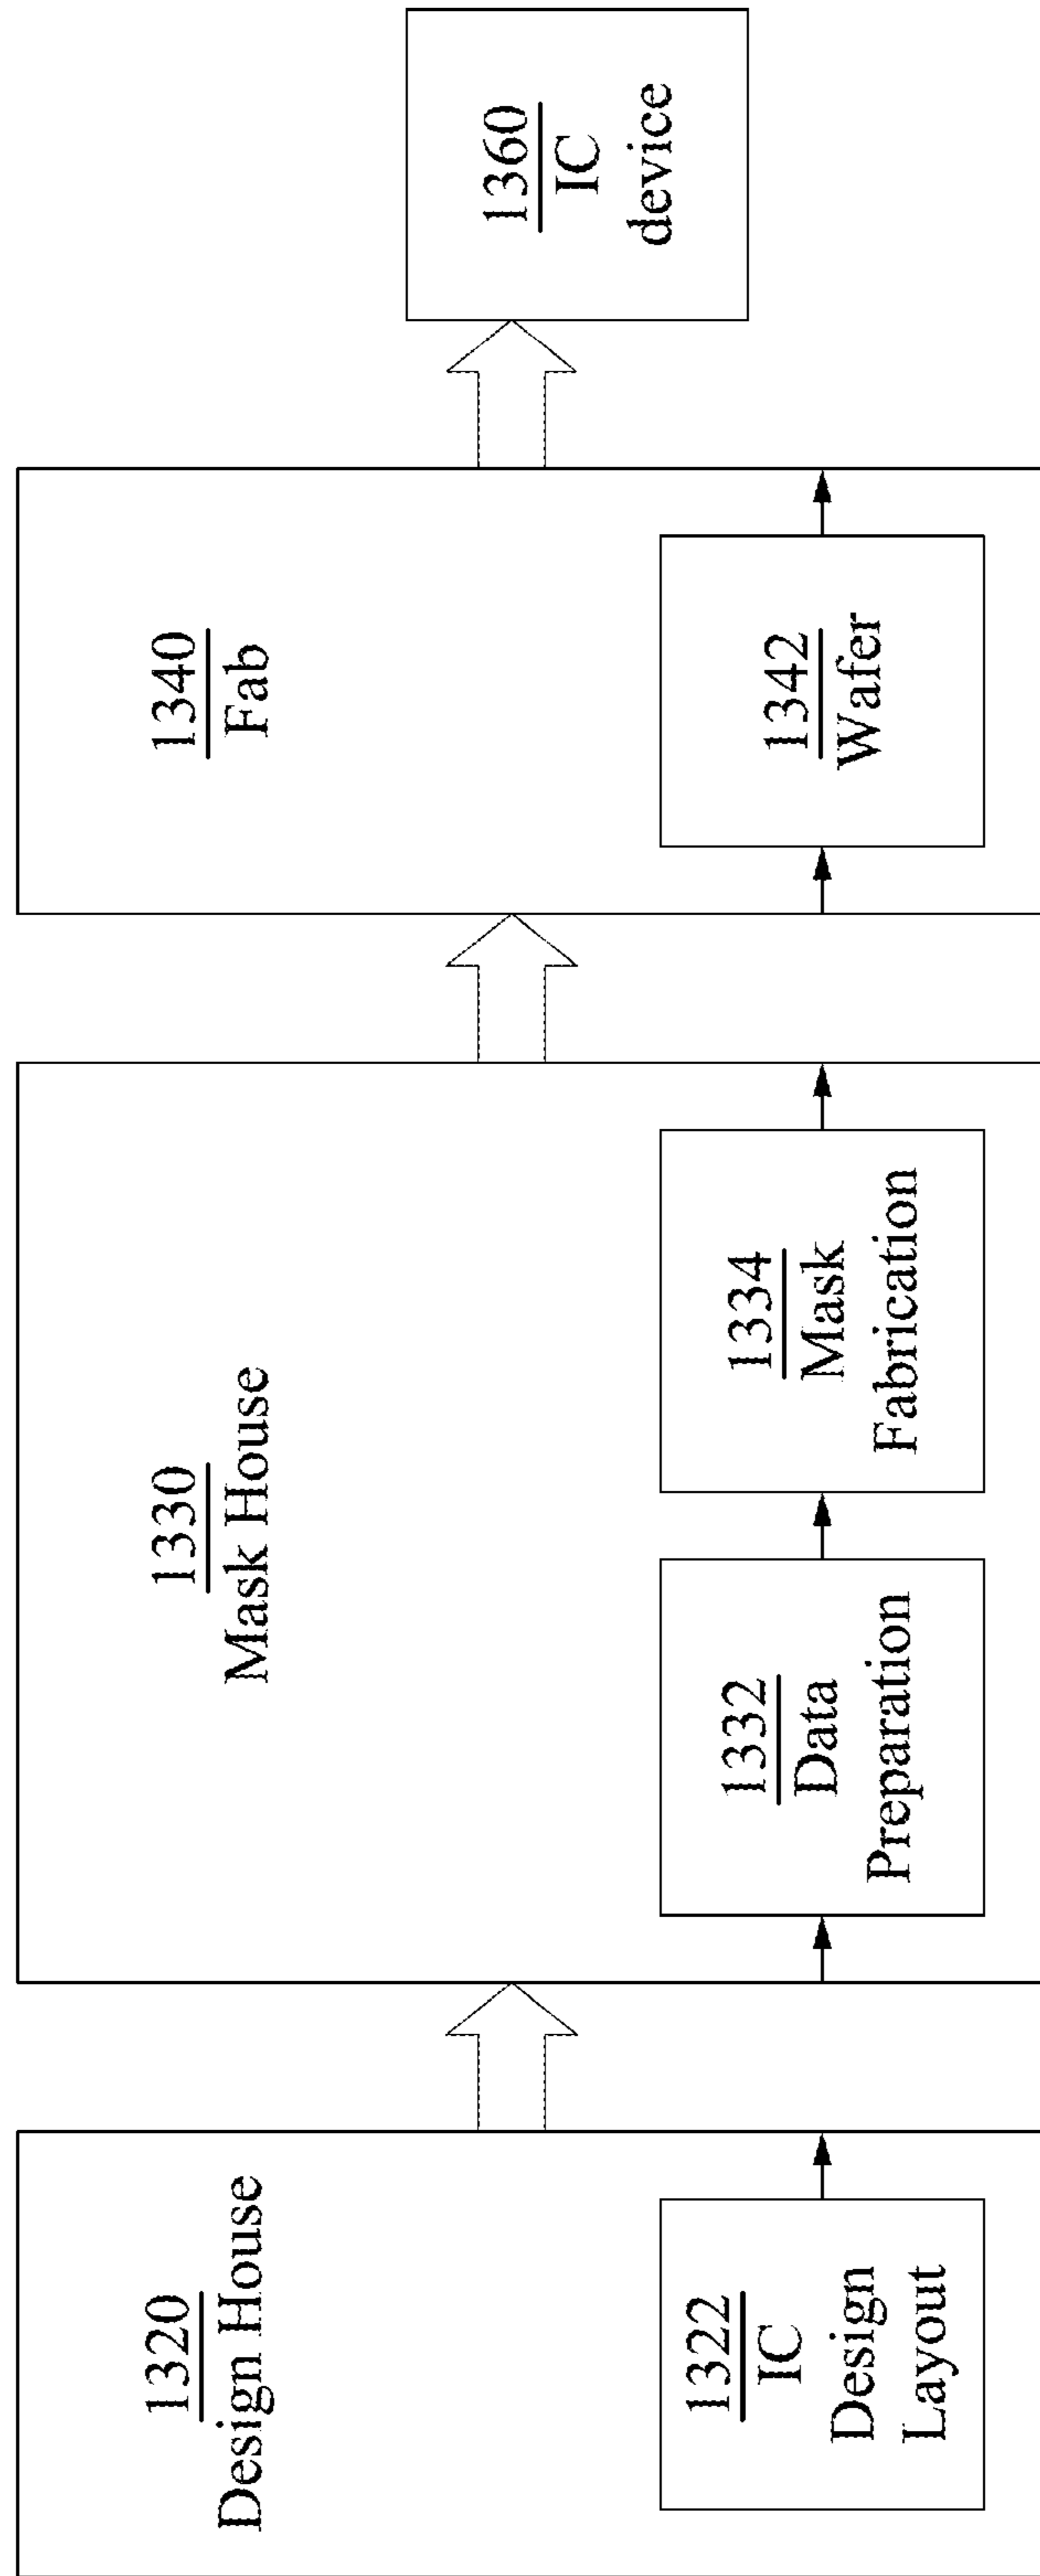 1320
Design House
1322
IC
Design
Layout
1330
Mask House
1332
Data
Preparation
1334
Mask
Fabrication
1340
Fab
1342
Wafer
1360
IC
device